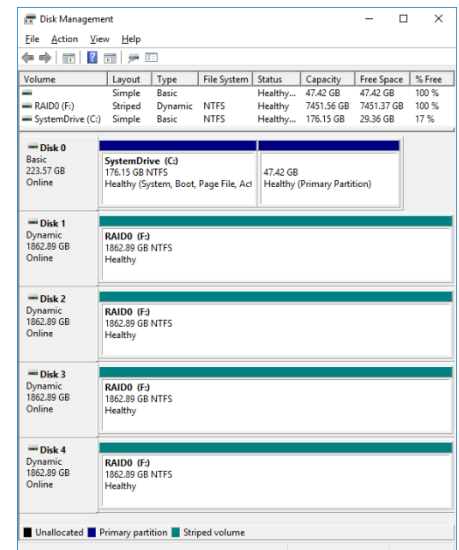 Disk Management
File Action View Help
Volume Layout Type File System Status Capacity Free Space % Free
Simple Basic Healthy... 47.42 GB 47.42 GB 100 %
RAID0 (F:) Striped Dynamic NTFS Healthy 7451.56 GB 7451.37 GB 100 %
SystemDrive (C:) Simple Basic NTFS Healthy... 176.15 GB 29.36 GB 17 %
Disk 0
Basic
223.57 GB
Online
SystemDrive (C:)
176.15 GB NTFS
Healthy (System, Boot, Page File, Act
47.42 GB
Healthy (Primary Partition)
Disk 1
Dynamic
1862.89 GB
Online
RAID0 (F:)
1862.89 GB NTFS
Healthy
Disk 2
Dynamic
1862.89 GB
Online
RAID0 (F:)
1862.89 GB NTFS
Healthy
Disk 3
Dynamic
1862.89 GB
Online
RAID0 (F:)
1862.89 GB NTFS
Healthy
Disk 4
Dynamic
1862.89 GB
Online
RAID0 (F:)
1862.89 GB NTFS
Healthy
Unallocated Primary partition Striped volume